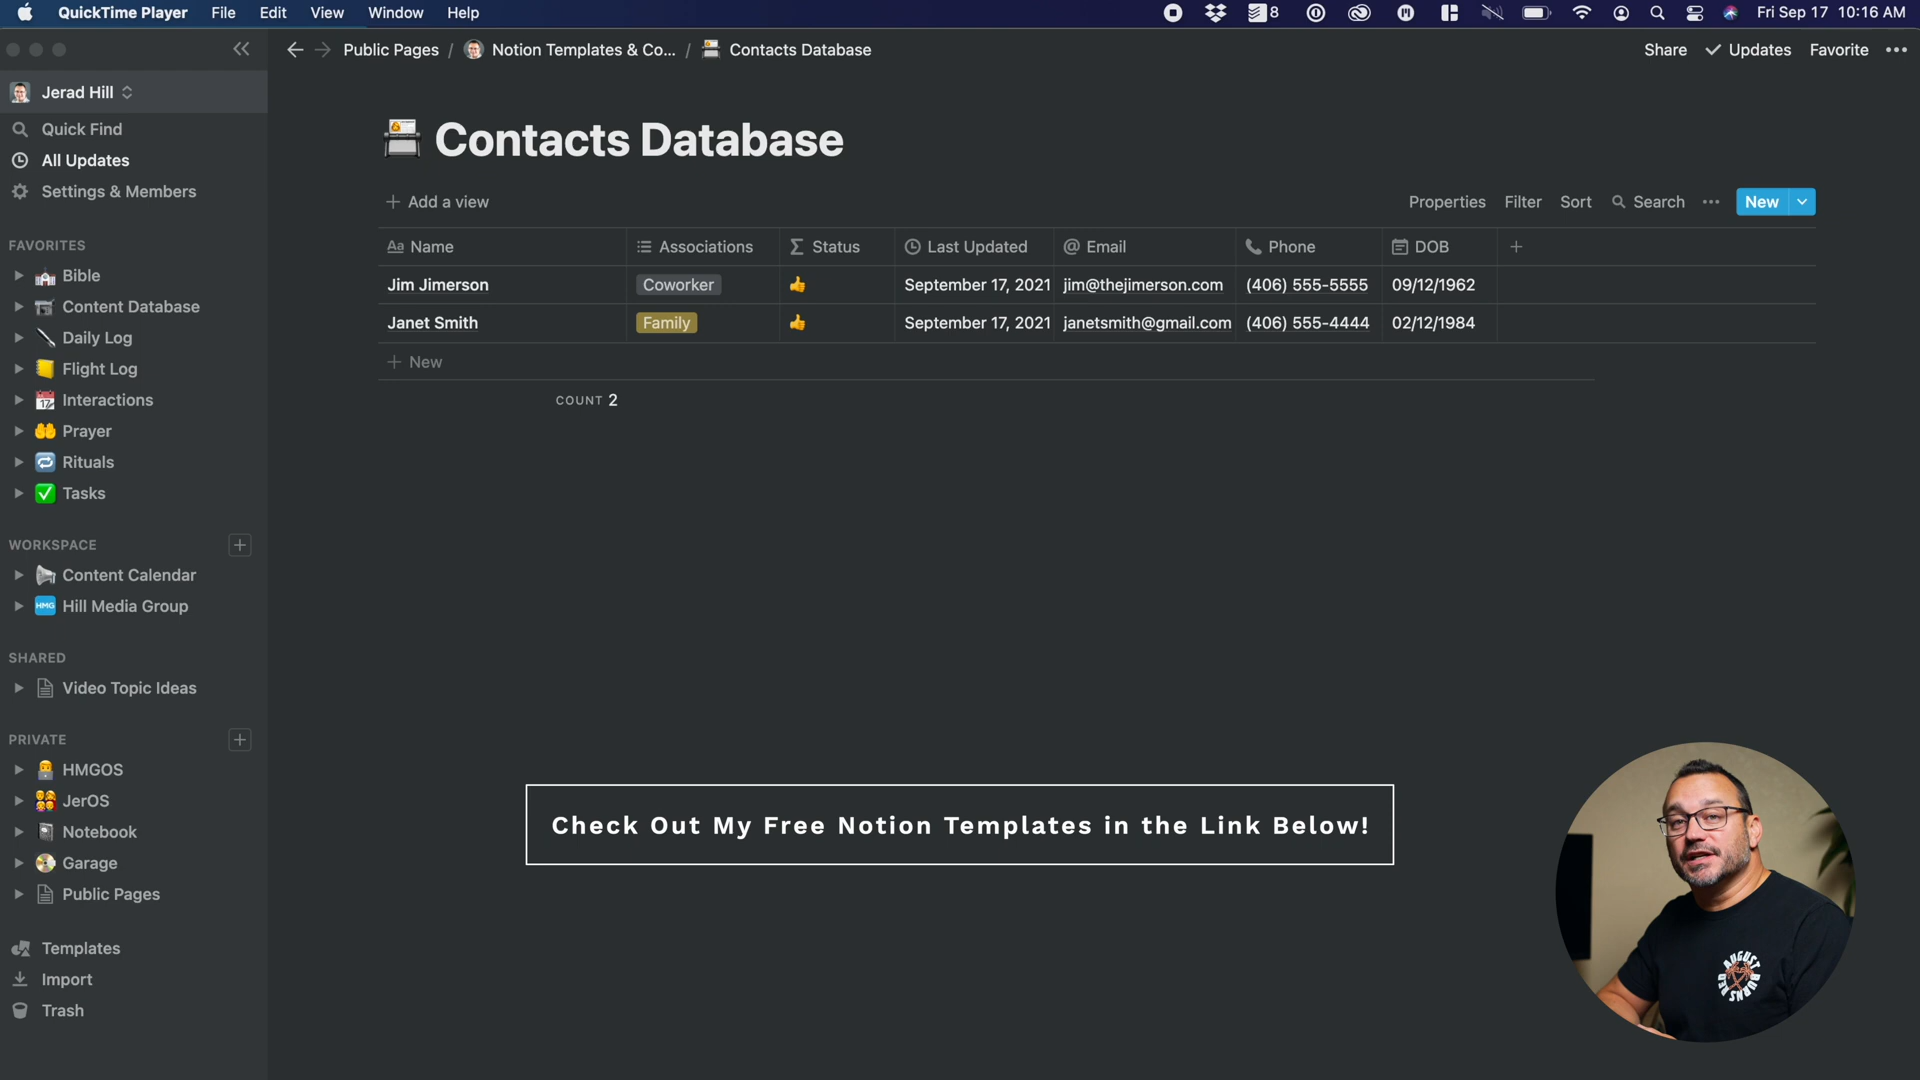 QuickTime Player File Edit View Window Help 8 Fri Sep 17 10:16 AM
Public Pages / Notion Templates & Co... / Contacts Database Share Updates Favorite
Jerad Hill
Quick Find
All Updates
Settings & Members
FAVORITES
Bible
Content Database
Daily Log
Flight Log
Interactions
Prayer
Rituals
Tasks
WORKSPACE
Content Calendar
HMG Hill Media Group
SHARED
Video Topic Ideas
PRIVATE
HMGOS
JerOS
Notebook
Garage
Public Pages
Templates
Import
Trash
Contacts Database
Add a view Properties Filter Sort Search New
Aa Name Associations Status Last Updated @ Email Phone DOB
Jim Jimerson Coworker 👍 September 17, 2021 jim@thejimerson.com (406) 555-5555 09/12/1962
Janet Smith Family 👍 September 17, 2021 janetsmith@gmail.com (406) 555-4444 02/12/1984
+ New
COUNT 2
Check Out My Free Notion Templates in the Link Below!
AUGUST
BURNS
RED